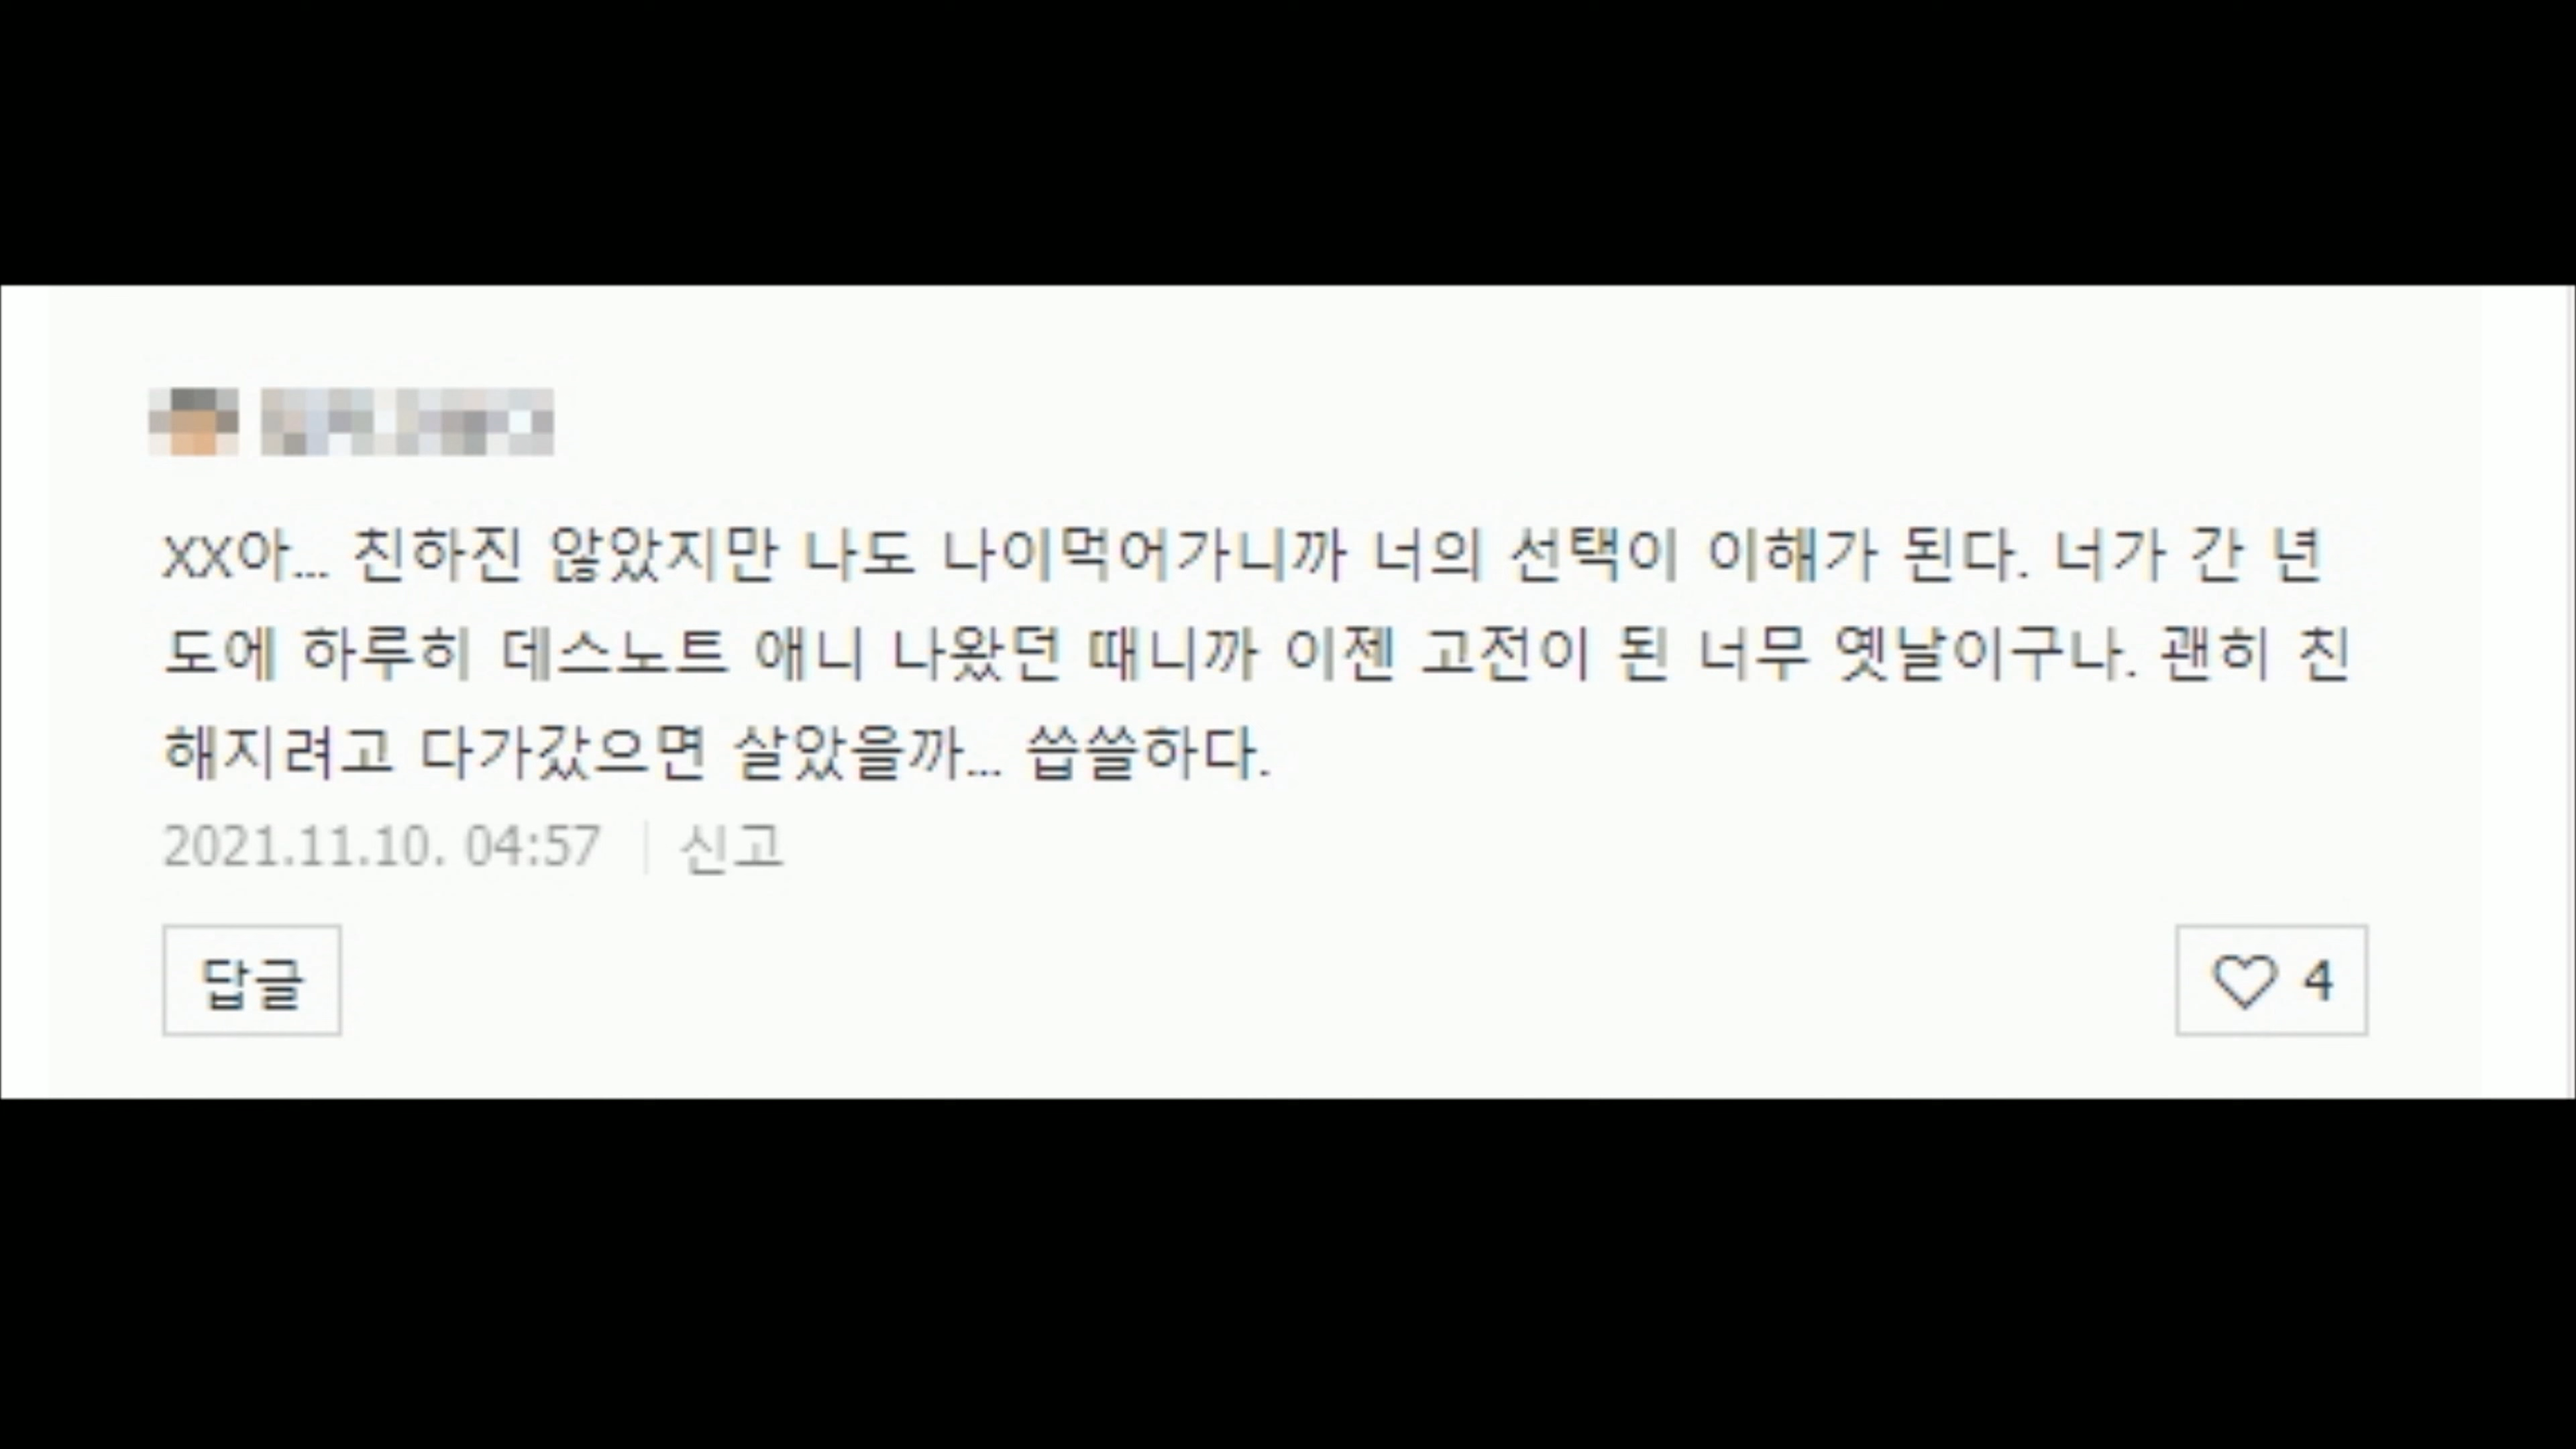 xx아... 친하진 않았지만 나도 나이먹어가니까 너의 선택이 이해가 된다. 너가 간 년
도에 하루히 데스노트 애니 나왔던 때니까 이젠 고전이 된 너무 옛날이구나. 괜히 친
해지려고 다가갔으면 살았을까... 씁쓸하다.
2021.11.10. 04:57 신고
답글
4